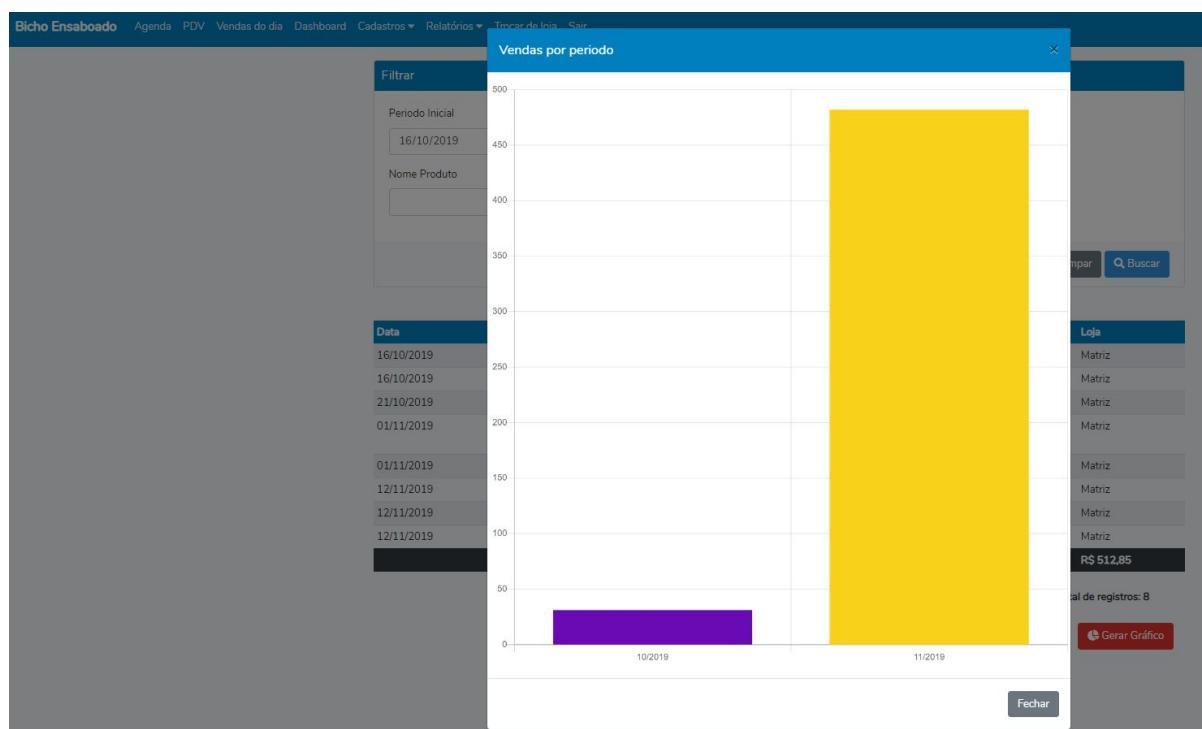 Bicho Ensaboado Agenda PDV Vendas do dia Dashboard Cadastros Relatórios Trocar de loja Sair
Vendas por periodo ×
Filtrar
Periodo Inicial
16/10/2019
Nome Produto
Buscar
500
450
400
350
300
250
200
150
100
50
0
10/2019 11/2019
Fechar
Data Loja
16/10/2019 Matriz
16/10/2019 Matriz
21/10/2019 Matriz
01/11/2019 Matriz
01/11/2019 Matriz
12/11/2019 Matriz
12/11/2019 Matriz
12/11/2019 Matriz
R$ 512,85
de registros: 8
Gerar Gráfico